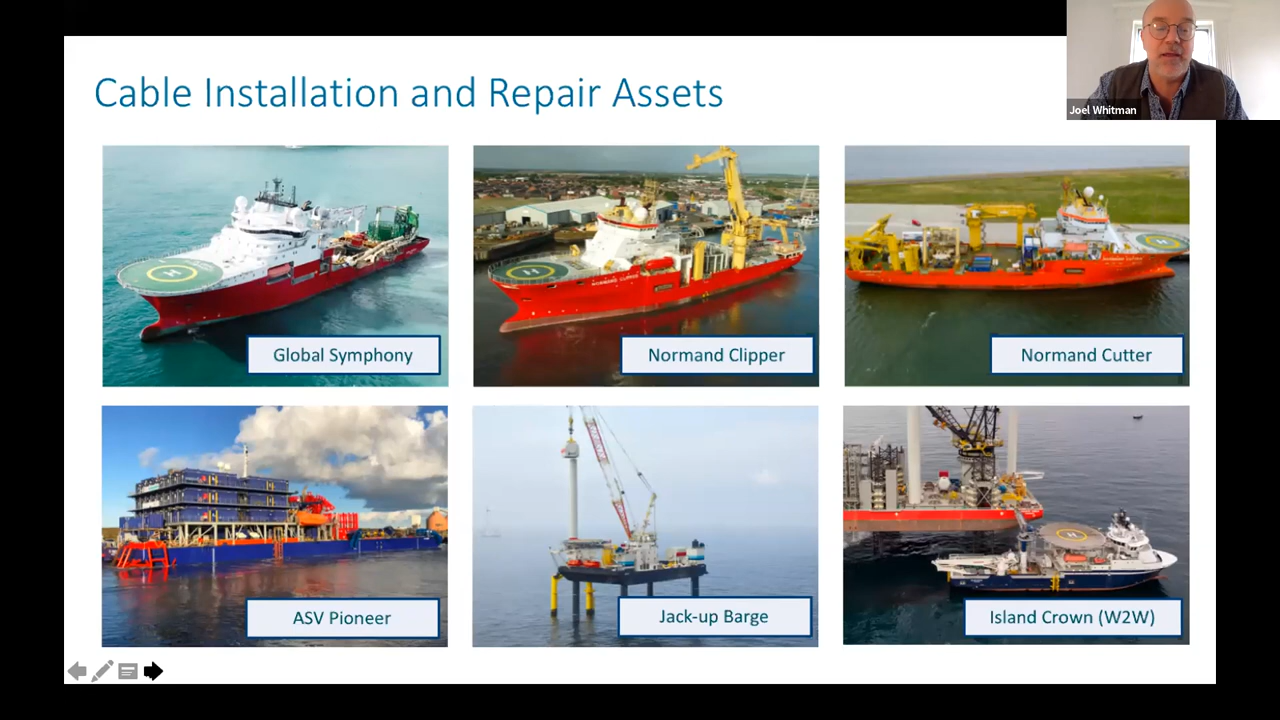 Cable Installation and Repair Assets
Joel Whitman
Global Symphony
Normand Clipper
Normand Cutter
ASV Pioneer
Jack-up Barge
Island Crown (W2W)